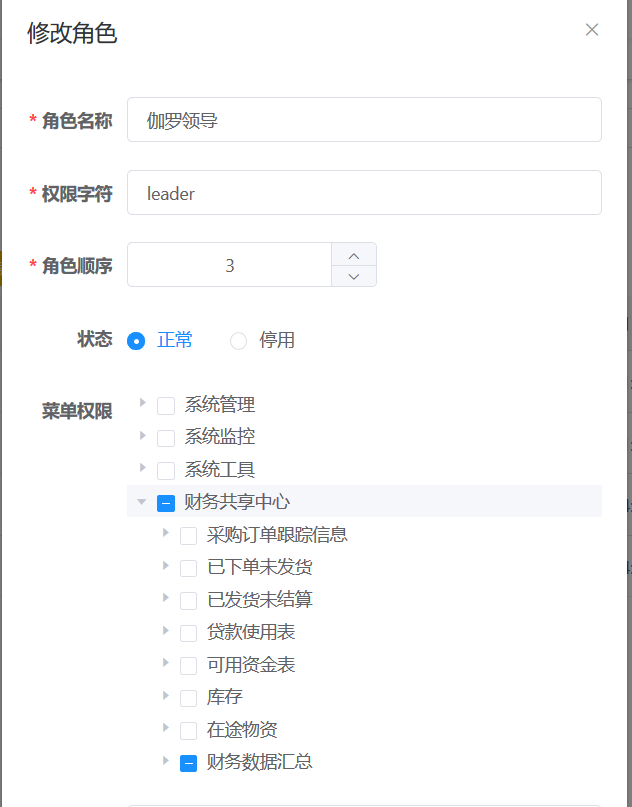 修改角色
* 角色名称 伽罗领导
* 权限字符 leader
* 角色顺序 3
状态 正常 停用
菜单权限 系统管理
系统监控
系统工具
财务共享中心
采购订单跟踪信息
已下单未发货
已发货未结算
贷款使用表
可用资金表
库存
在途物资
财务数据汇总